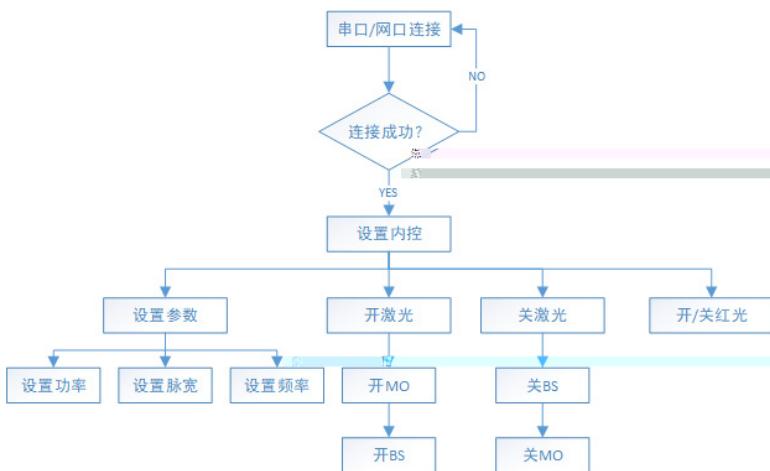 串口/网口连接
NO
连接成功?
YES
设置内控
设置参数
开激光
关激光
开/关红光
设置功率
设置脉宽
设置频率
开MO
关BS
开BS
关MO